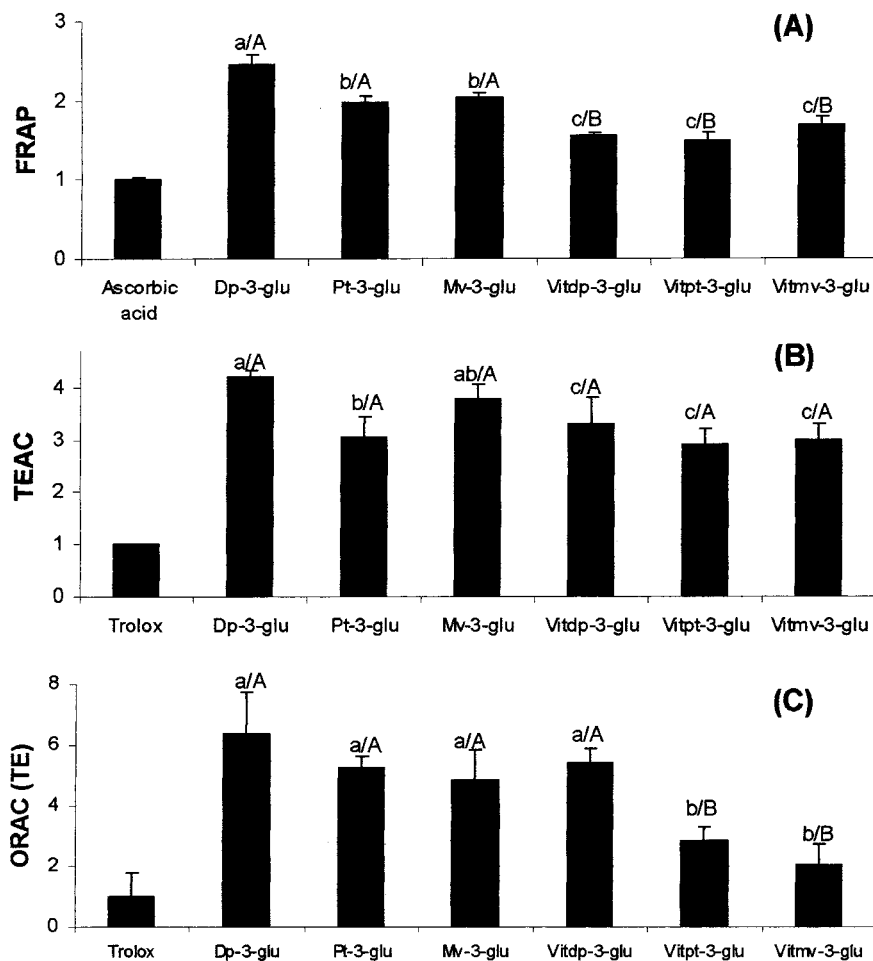 (A)
FRAP
3
2
1
0
a/A
b/A
b/A
c/B
c/B
c/B
Ascorbic
acid
Dp-3-glu
Pt-3-glu
Mv-3-glu
Vitdp-3-glu
Vitpt-3-glu
Vitmv-3-glu
(B)
TEAC
4
3
2
1
0
a/A
b/A
ab/A
c/A
c/A
c/A
Trolox
Dp-3-glu
Pt-3-glu
Mv-3-glu
Vitdp-3-glu
Vitpt-3-glu
Vitmv-3-glu
(C)
ORAC (TE)
8
6
4
2
0
a/A
a/A
a/A
a/A
b/B
b/B
Trolox
Dp-3-glu
Pt-3-glu
Mv-3-glu
Vitdp-3-glu
Vitpt-3-glu
Vitmv-3-glu